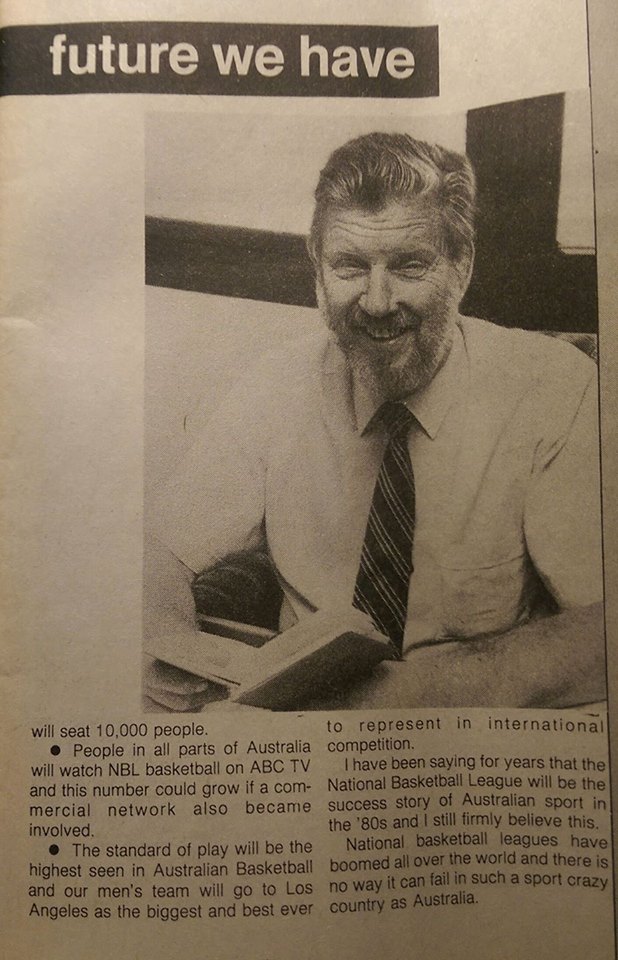 future we have
will seat 10,000 people.
● People in all parts of Australia
will watch NBL basketball on ABC TV
and this number could grow if a com-
mercial network also became
involved.
● The standard of play will be the
highest seen in Australian Basketball
and our men's team will go to Los
Angeles as the biggest and best ever
to represent in international
competition.
I have been saying for years that the
National Basketball League will be the
success story of Australian sport in
the '80s and I still firmly believe this.
National basketball leagues have
boomed all over the world and there is
no way it can fail in such a sport crazy
country as Australia.